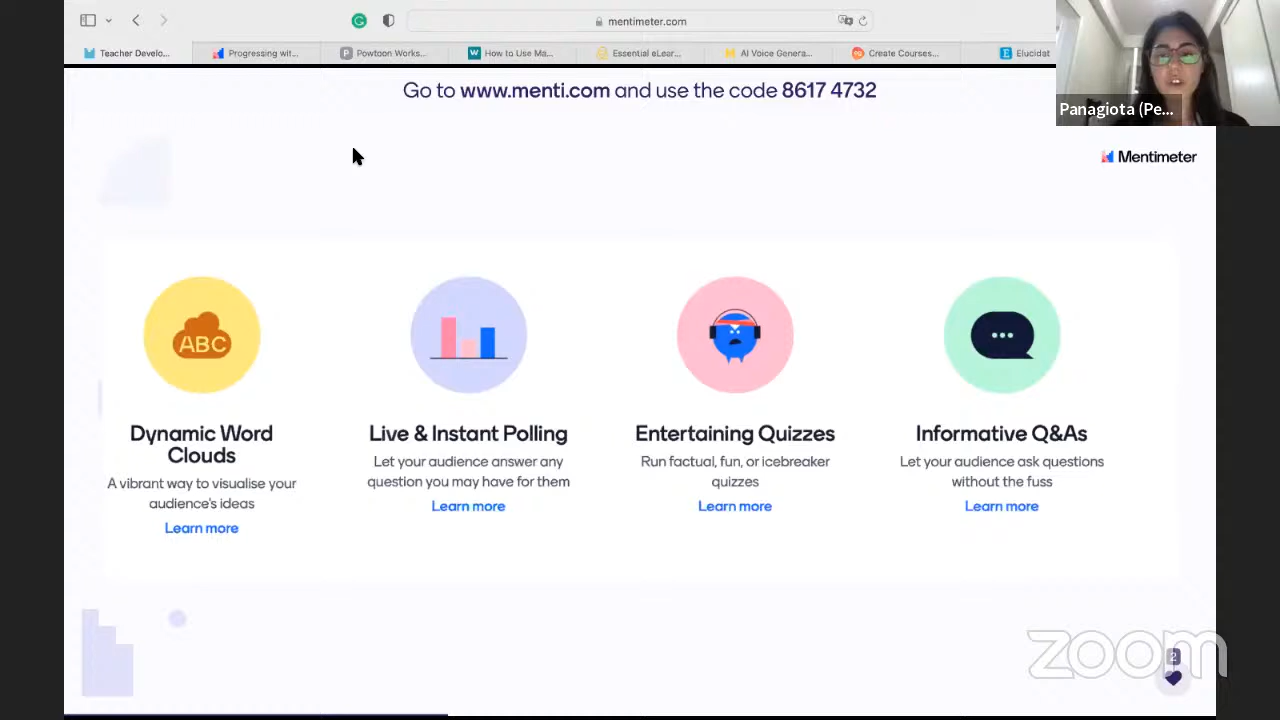 mentimeter.com
Teacher Develo...
Progressing wit...
Powtoon Works...
How to Use Ma...
Essential eLear...
AI Voice Genera...
Create Courses...
Elucidat
Go to www.menti.com and use the code 8617 4732
Panagiota (Pe...
Mentimeter
ABC
Dynamic Word
Clouds
A vibrant way to visualise your
audience's ideas
Learn more
Live & Instant Polling
Let your audience answer any
question you may have for them
Learn more
Entertaining Quizzes
Run factual, fun, or icebreaker
quizzes
Learn more
Informative Q&As
Let your audience ask questions
without the fuss
Learn more
zoom
2